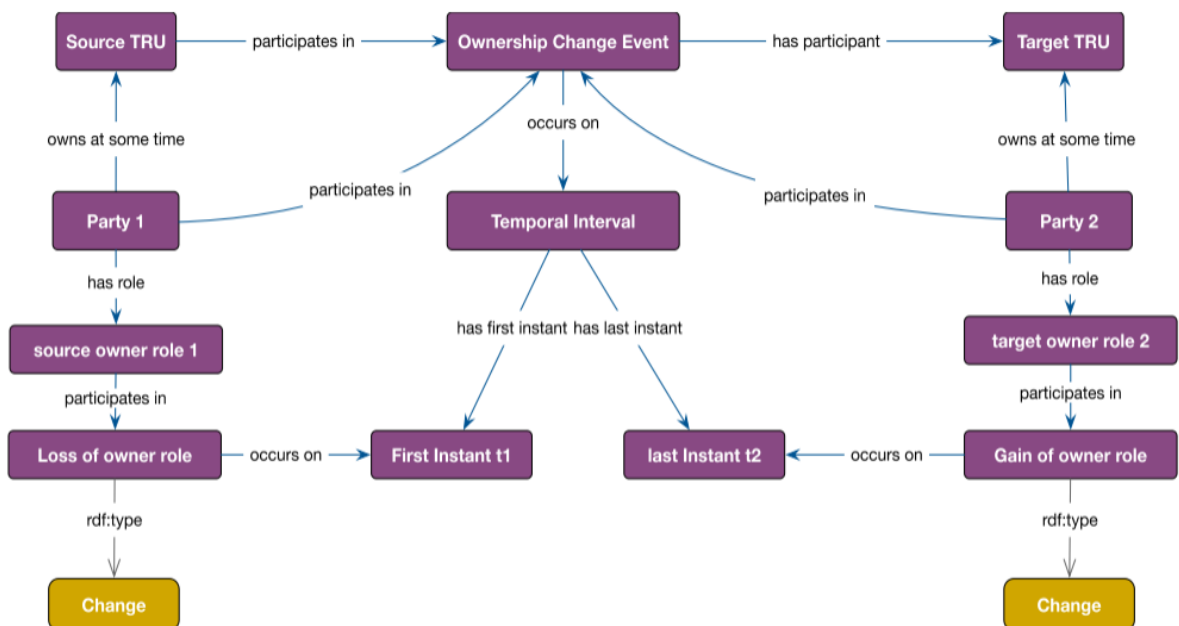 Source TRU
participates in
Ownership Change Event
has participant
Target TRU
owns at some time
occurs on
owns at some time
participates in
participates in
Party 1
Temporal Interval
Party 2
has role
has role
has first instant
has last instant
source owner role 1
target owner role 2
participates in
participates in
Loss of owner role
occurs on
First Instant t1
last Instant t2
occurs on
Gain of owner role
rdf:type
rdf:type
Change
Change